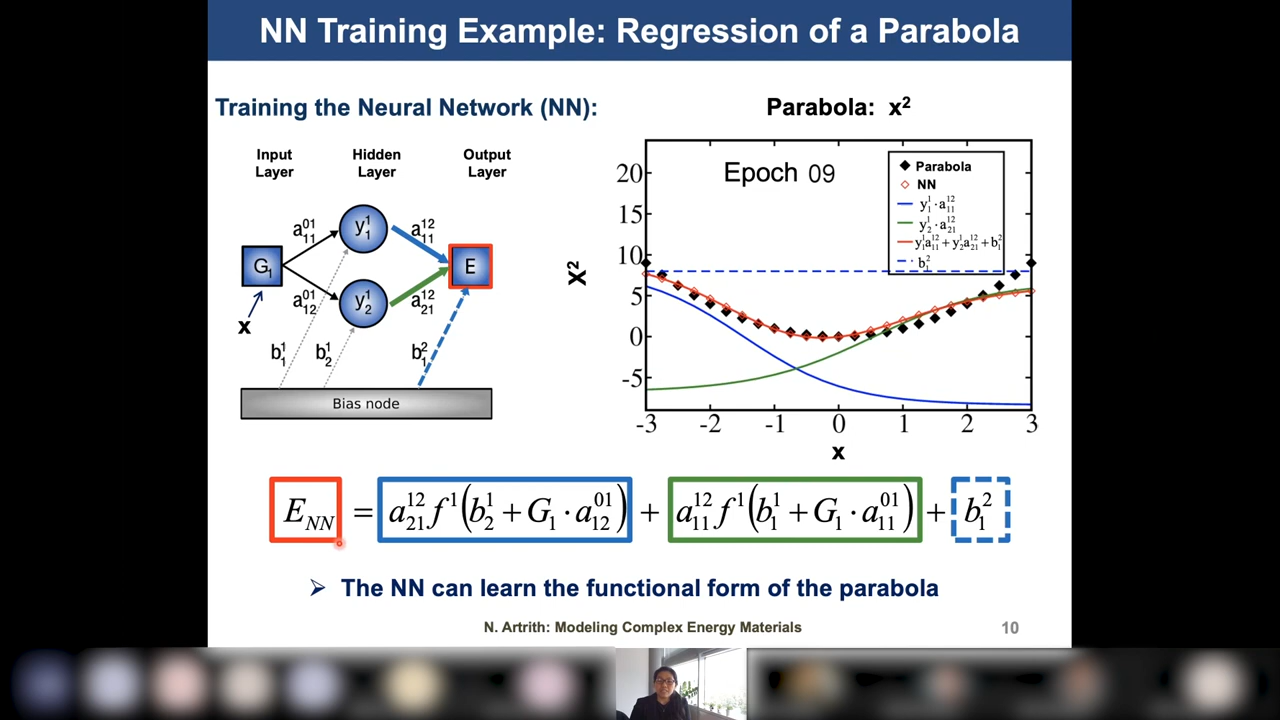 NN Training Example: Regression of a Parabola
Training the Neural Network (NN):
Input Layer
Hidden Layer
Output Layer
G₁
x
y₁¹
y₂¹
E
a₁₁⁰¹
a₁₂⁰¹
a₁₁¹²
a₂₁¹²
b₁¹
b₂¹
b₁²
Bias node
Parabola: x²
Epoch 09
Parabola
NN
y₁¹·a₁₁¹²
y₂¹·a₂₁¹²
y₁¹a₁₁¹²+y₂¹a₂₁¹²+b₁²
b₁²
X²
20
15
10
5
0
-5
-3 -2 -1 0 1 2 3
x
E_NN = a₂₁¹² f¹(b₂¹ + G₁ · a₁₂⁰¹) + a₁₁¹² f¹(b₁¹ + G₁ · a₁₁⁰¹) + b₁²
➢ The NN can learn the functional form of the parabola
N. Artrith: Modeling Complex Energy Materials
10